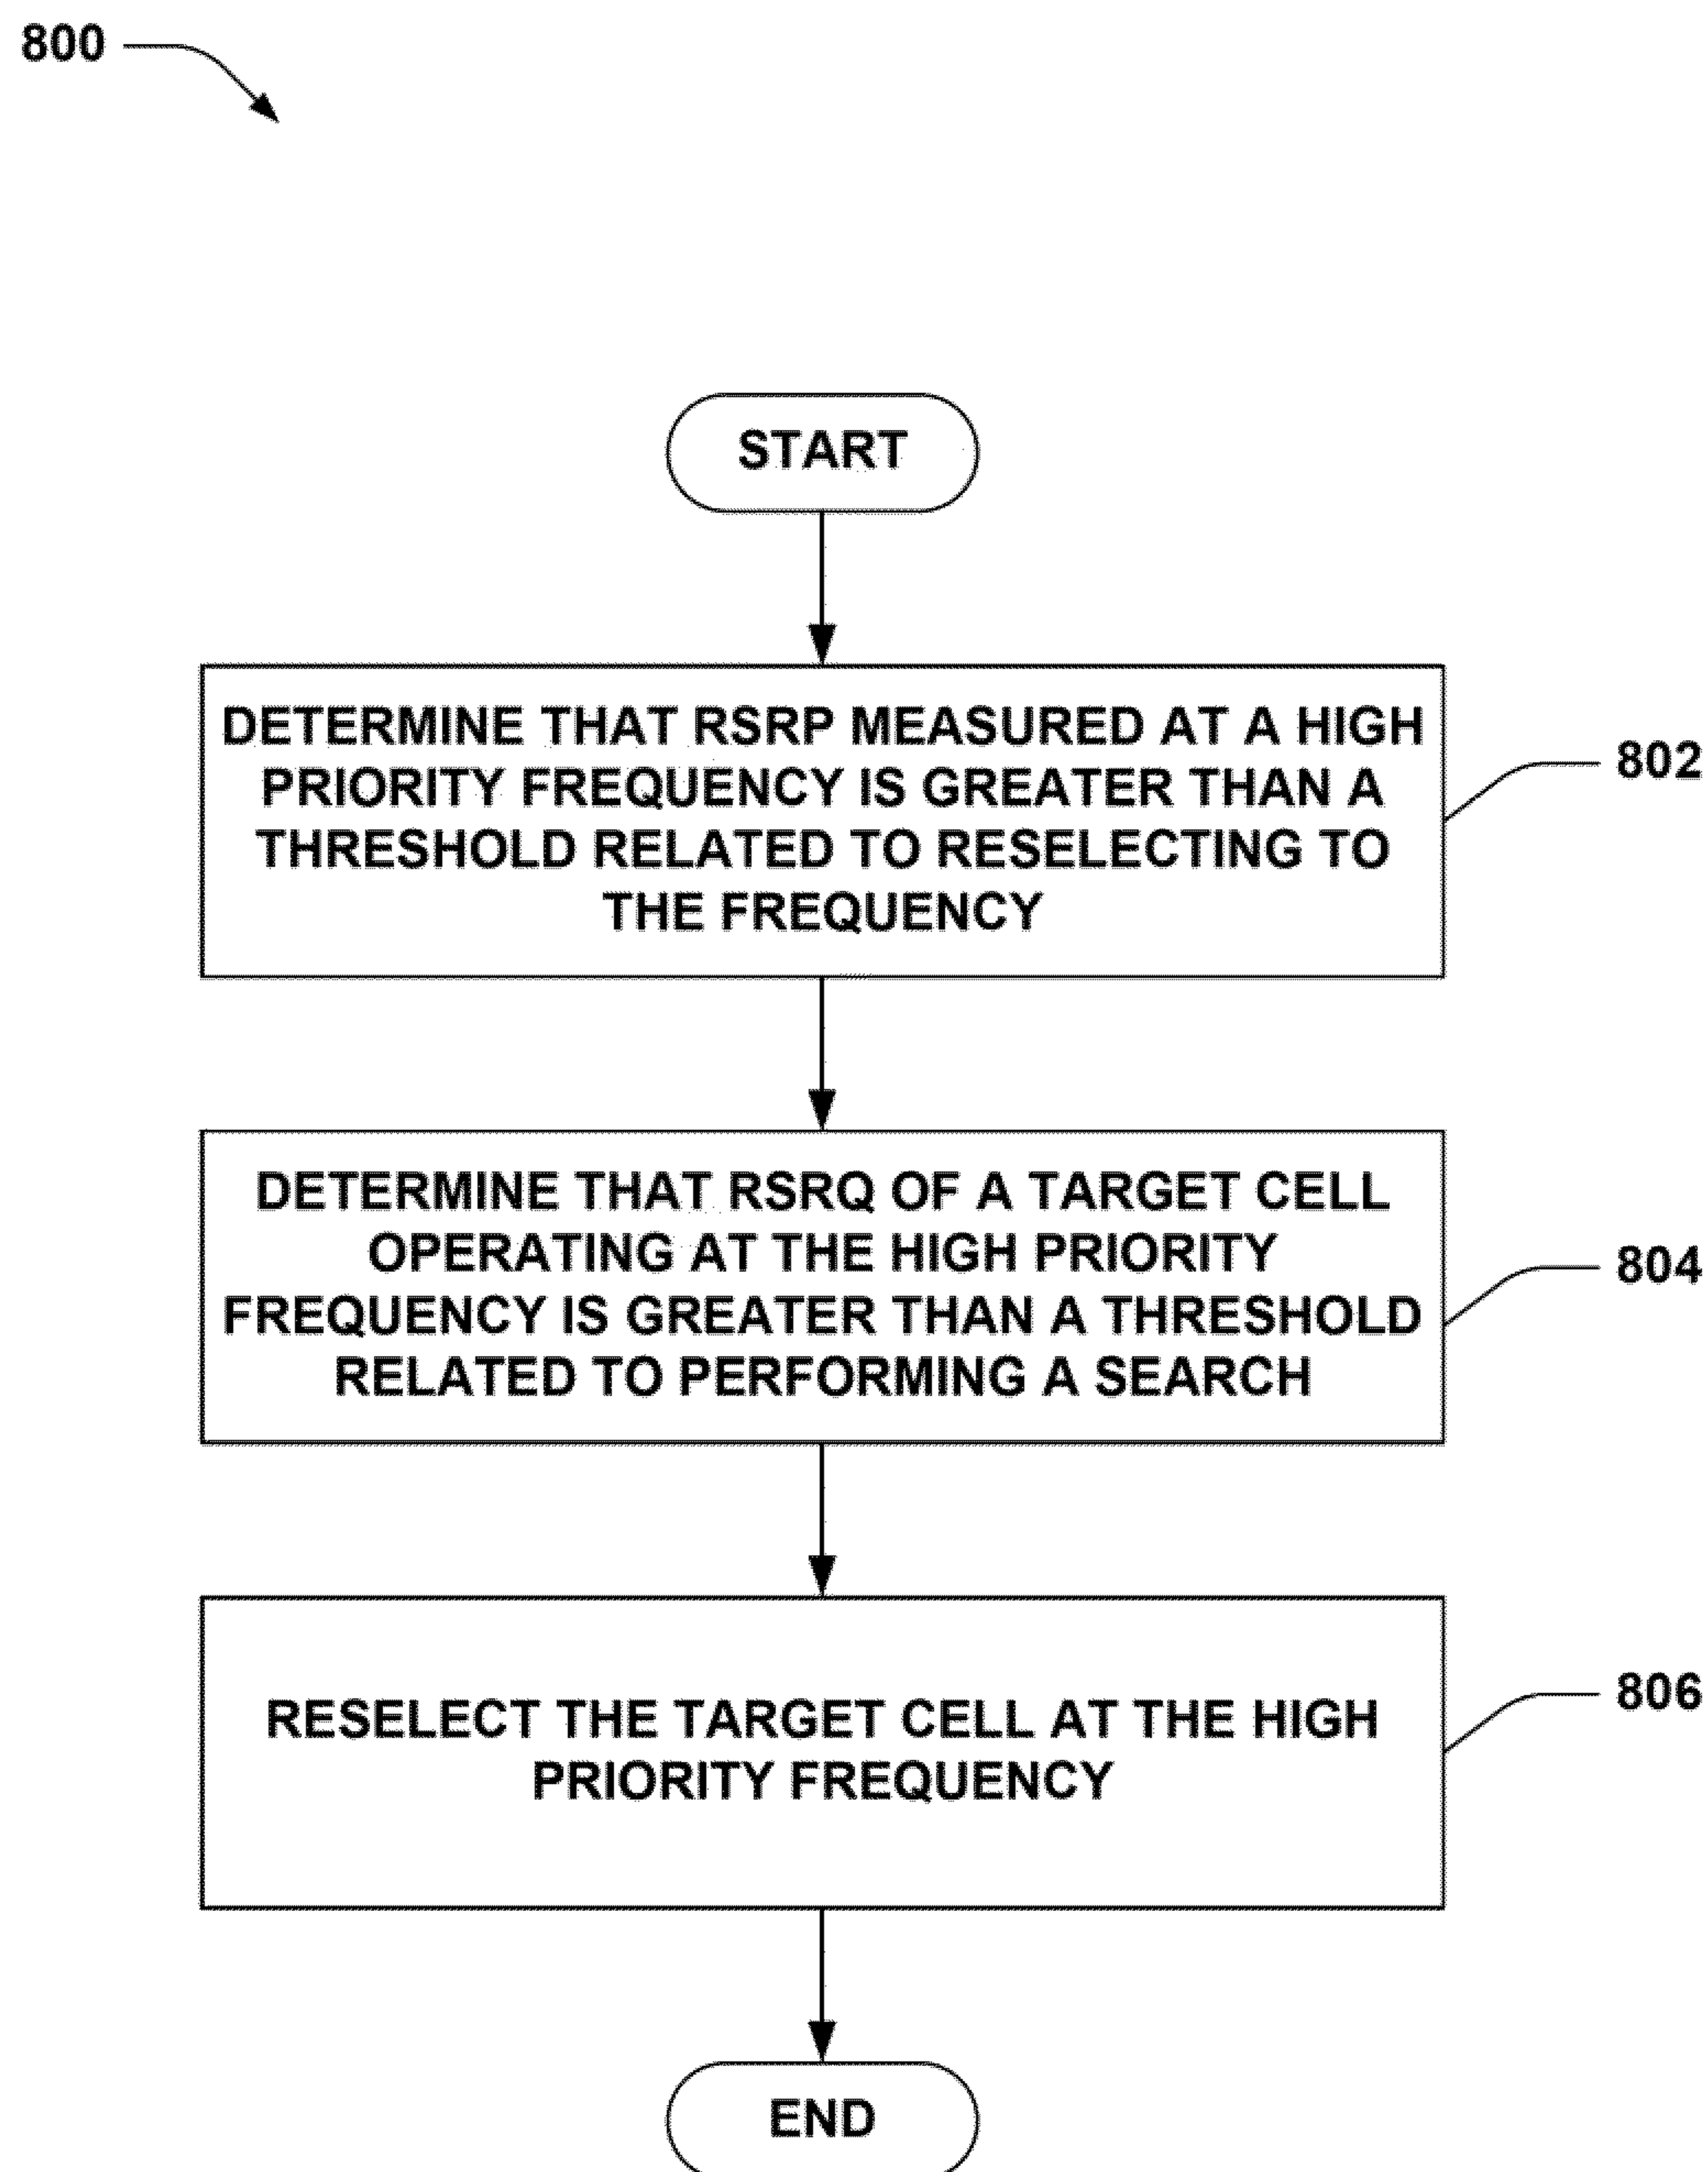 800
START
DETERMINE THAT RSRP MEASURED AT A HIGH
PRIORITY FREQUENCY IS GREATER THAN A
THRESHOLD RELATED TO RESELECTING TO
THE FREQUENCY
802
DETERMINE THAT RSRQ OF A TARGET CELL
OPERATING AT THE HIGH PRIORITY
FREQUENCY IS GREATER THAN A THRESHOLD
RELATED TO PERFORMING A SEARCH
804
RESELECT THE TARGET CELL AT THE HIGH
PRIORITY FREQUENCY
806
END